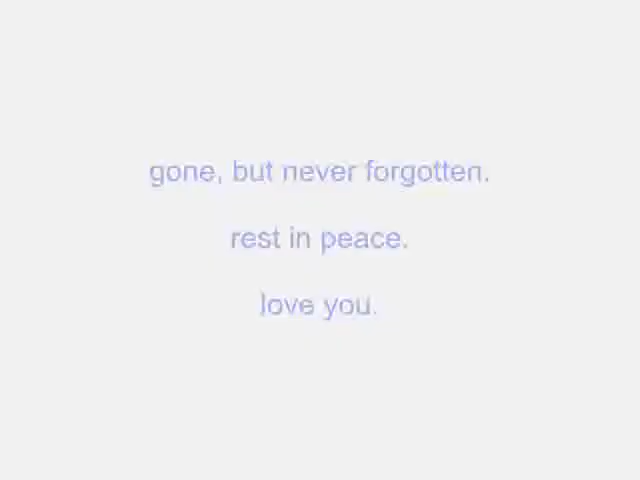 gone, but never forgotten.
rest in peace.
love you.